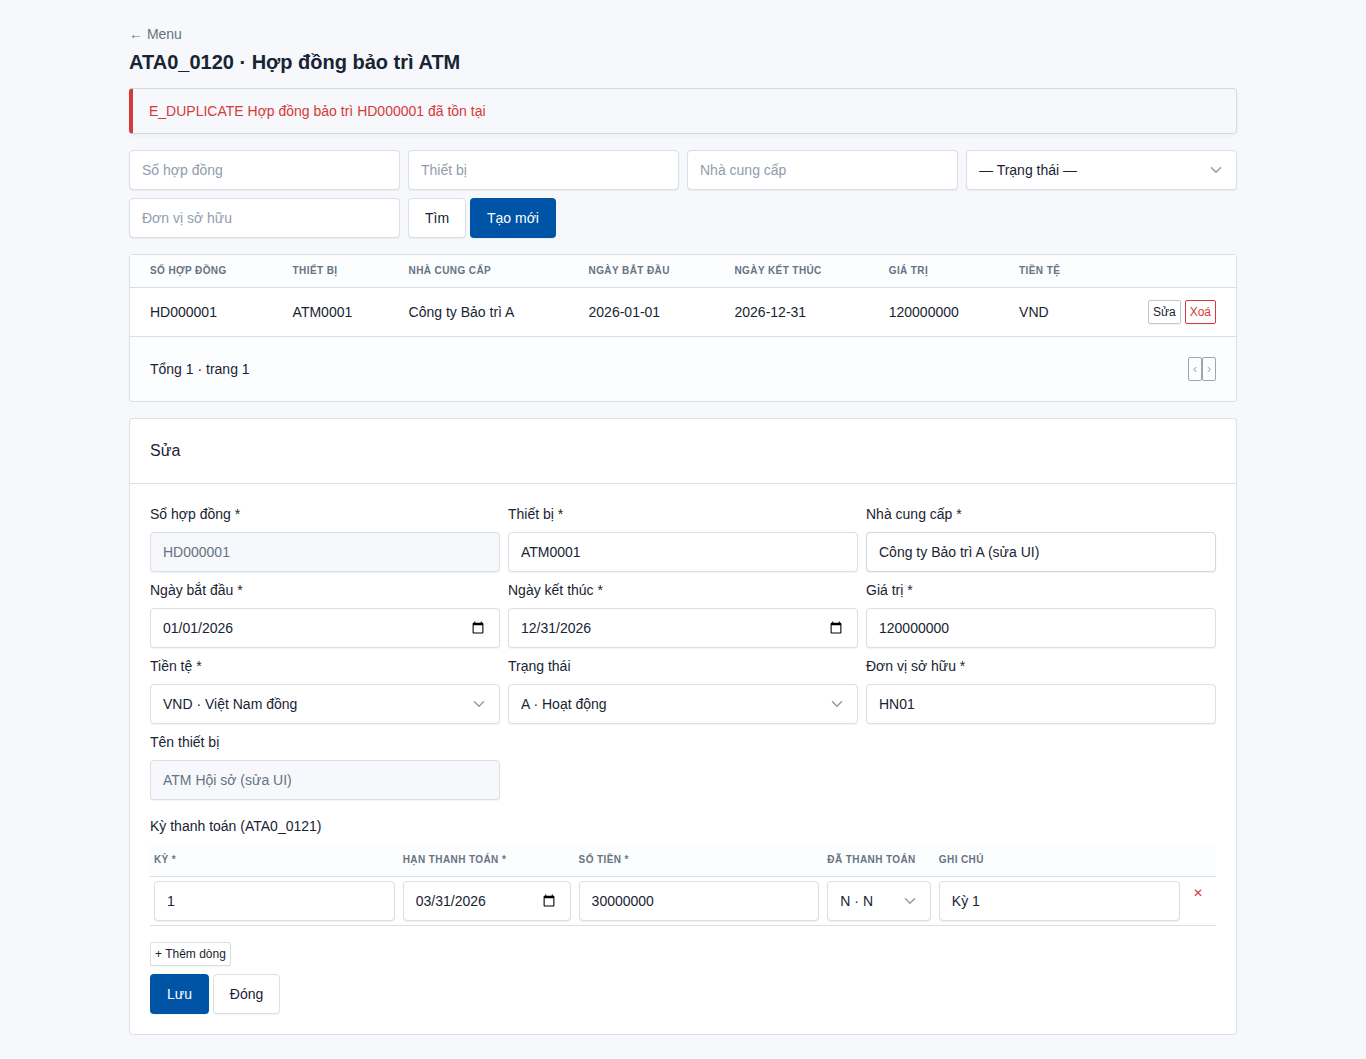 ← Menu
ATA0_0120 · Hợp đồng bảo trì ATM
E_DUPLICATE Hợp đồng bảo trì HD000001 đã tồn tại
Số hợp đồng Thiết bị Nhà cung cấp — Trạng thái —
Đơn vị sở hữu Tìm Tạo mới
SỐ HỢP ĐỒNG THIẾT BỊ NHÀ CUNG CẤP NGÀY BẮT ĐẦU NGÀY KẾT THÚC GIÁ TRỊ TIỀN TỆ
HD000001 ATM0001 Công ty Bảo trì A 2026-01-01 2026-12-31 120000000 VND Sửa Xoá
Tổng 1 · trang 1 ‹ ›
Sửa
Số hợp đồng * Thiết bị * Nhà cung cấp *
HD000001 ATM0001 Công ty Bảo trì A (sửa UI)
Ngày bắt đầu * Ngày kết thúc * Giá trị *
01/01/2026 12/31/2026 120000000
Tiền tệ * Trạng thái Đơn vị sở hữu *
VND · Việt Nam đồng A · Hoạt động HN01
Tên thiết bị
ATM Hội sở (sửa UI)
Kỳ thanh toán (ATA0_0121)
KỲ * HẠN THANH TOÁN * SỐ TIỀN * ĐÃ THANH TOÁN GHI CHÚ
1 03/31/2026 30000000 N · N Kỳ 1 ×
+ Thêm dòng
Lưu Đóng